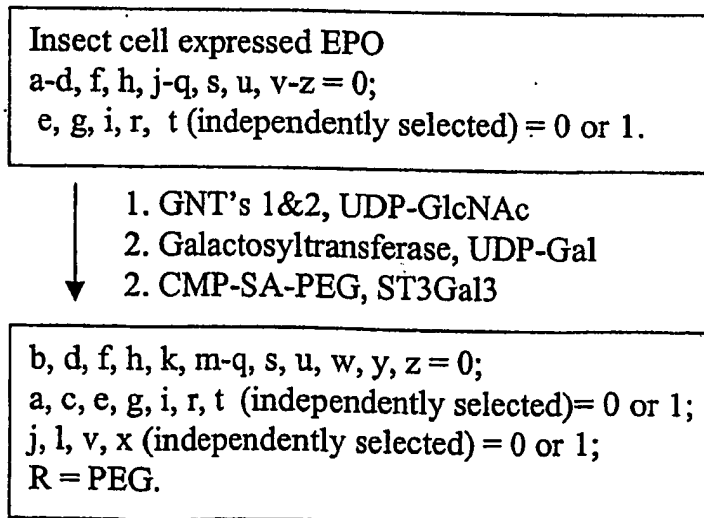 Insect cell expressed EPO
a-d, f, h, j-q, s, u, v-z = 0;
e, g, i, r, t (independently selected) = 0 or 1.
1. GNT's 1&2, UDP-GlcNAc
2. Galactosyltransferase, UDP-Gal
2. CMP-SA-PEG, ST3Gal3
b, d, f, h, k, m-q, s, u, w, y, z = 0;
a, c, e, g, i, r, t (independently selected)= 0 or 1;
j, l, v, x (independently selected) = 0 or 1;
R = PEG.